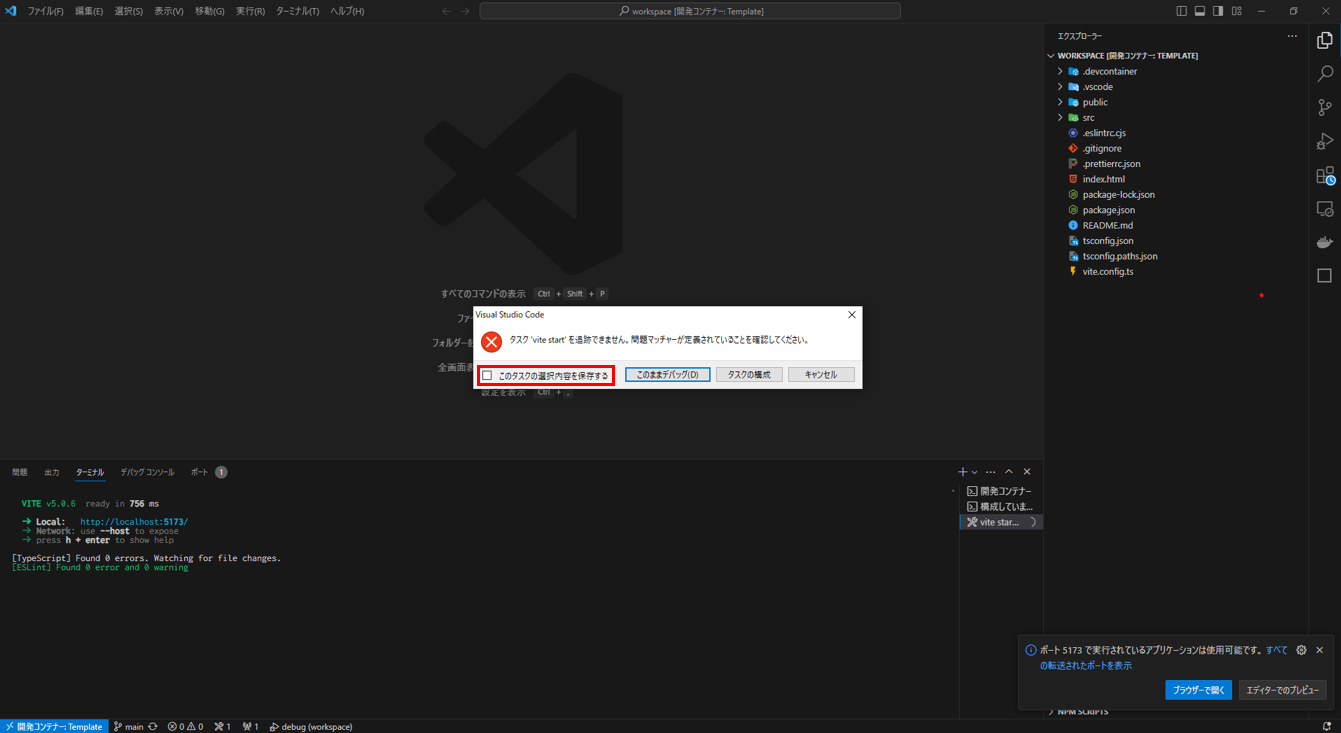 ファイル(F) 編集(E) 選択(S) 表示(V) 移動(G) 実行(R) ターミナル(T) ヘルプ(H)
workspace [開発コンテナー: Template]
すべてのコマンドの表示 Ctrl + Shift + P
ファイ
フォルダーを
全画面表
設定を表示 Ctrl + ,
Visual Studio Code
タスク 'vite start' を追跡できません。問題マッチャーが定義されていることを確認してください。
このタスクの選択内容を保存する
このままデバッグ(D)
タスクの構成
キャンセル
エクスプローラー
WORKSPACE [開発コンテナー: TEMPLATE]
.devcontainer
.vscode
public
src
.eslintrc.cjs
.gitignore
.prettierrc.json
index.html
package-lock.json
package.json
README.md
tsconfig.json
tsconfig.paths.json
vite.config.ts
問題 出力 ターミナル デバッグ コンソール ポート 1
VITE v5.0.6 ready in 756 ms
➜ Local: http://localhost:5173/
➜ Network: use --host to expose
➜ press h + enter to show help
[TypeScript] Found 0 errors. Watching for file changes.
[ESLint] Found 0 error and 0 warning
開発コンテナー
構成していま...
vite star...
ポート 5173 で実行されているアプリケーションは使用可能です。 すべて
の転送されたポートを表示
ブラウザーで開く
エディターでのプレビュー
NPM SCRIPTS
開発コンテナー: Template main 0 0 1 1 debug (workspace)